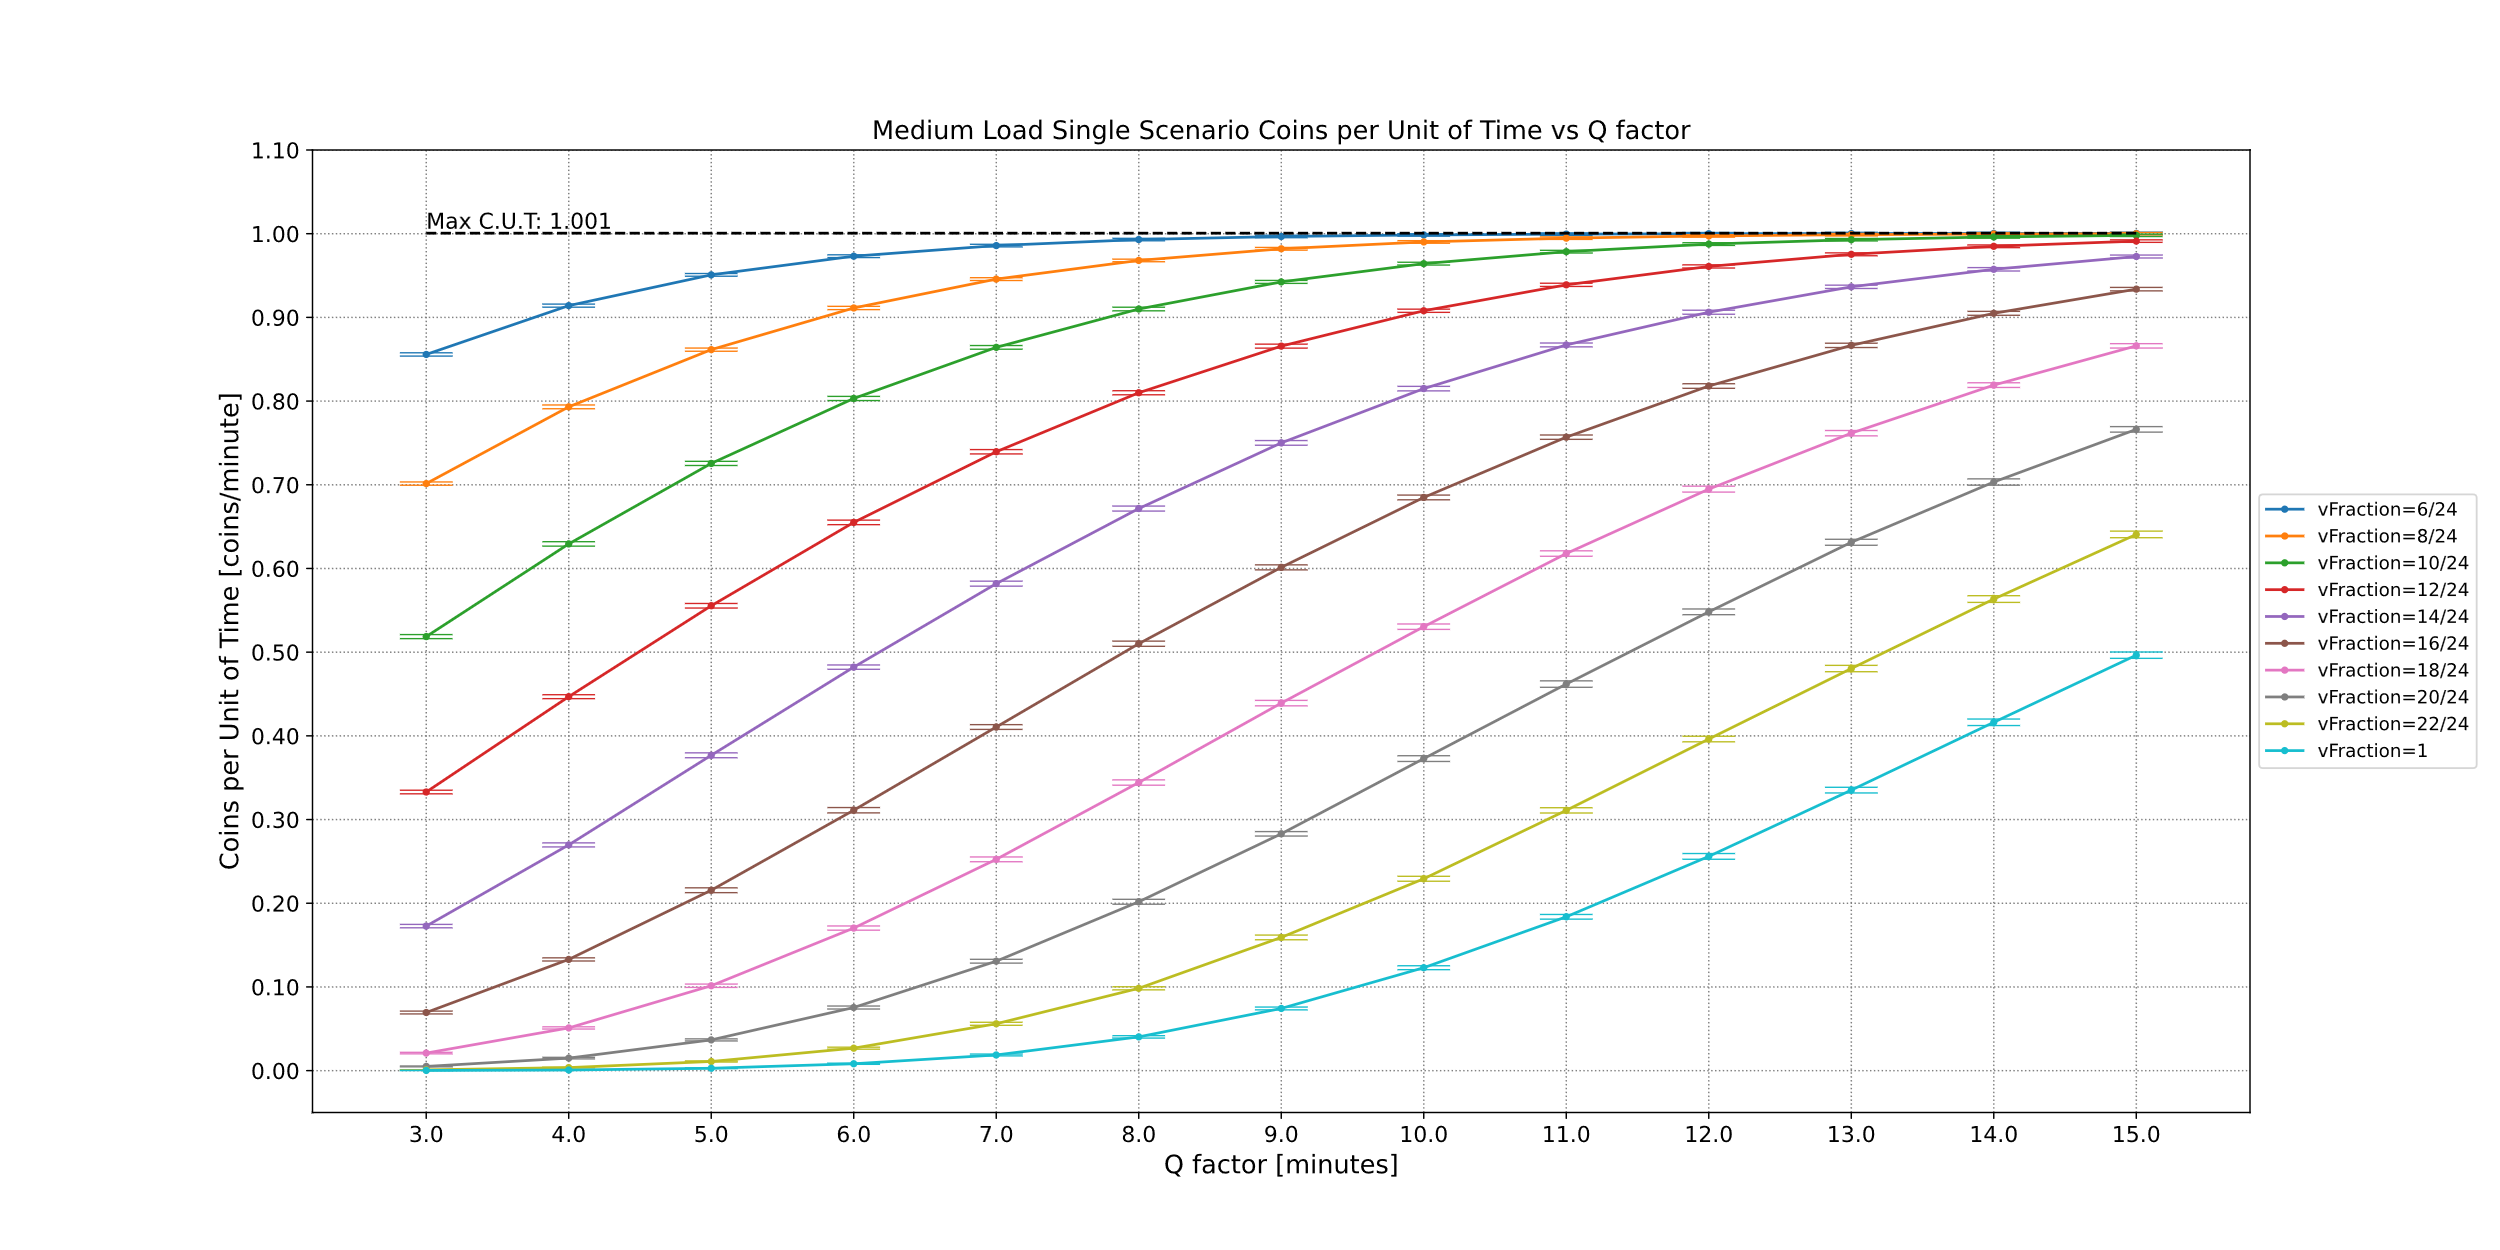 Medium Load Single Scenario Coins per Unit of Time vs Q factor
Coins per Unit of Time [coins/minute]
1.10
1.00
0.90
0.80
0.70
0.60
0.50
0.40
0.30
0.20
0.10
0.00
Max C.U.T: 1.001
3.0 4.0 5.0 6.0 7.0 8.0 9.0 10.0 11.0 12.0 13.0 14.0 15.0
Q factor [minutes]
vFraction=6/24
vFraction=8/24
vFraction=10/24
vFraction=12/24
vFraction=14/24
vFraction=16/24
vFraction=18/24
vFraction=20/24
vFraction=22/24
vFraction=1